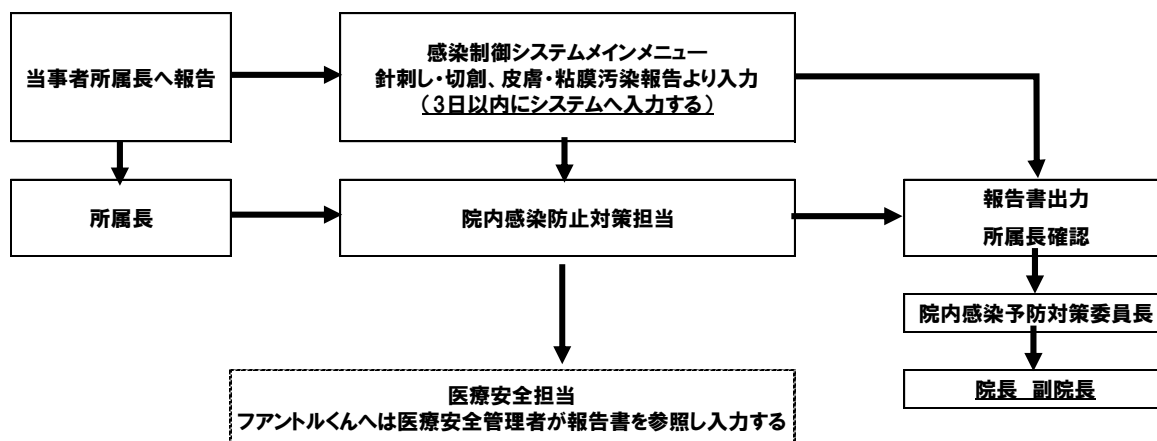 当事者所属長へ報告
感染制御システムメインメニュー
針刺し・切創、皮膚・粘膜汚染報告より入力
（3日以内にシステムへ入力する）
所属長
院内感染防止対策担当
報告書出力
所属長確認
院内感染予防対策委員長
院長 副院長
医療安全担当
フアントルくんへは医療安全管理者が報告書を参照し入力する